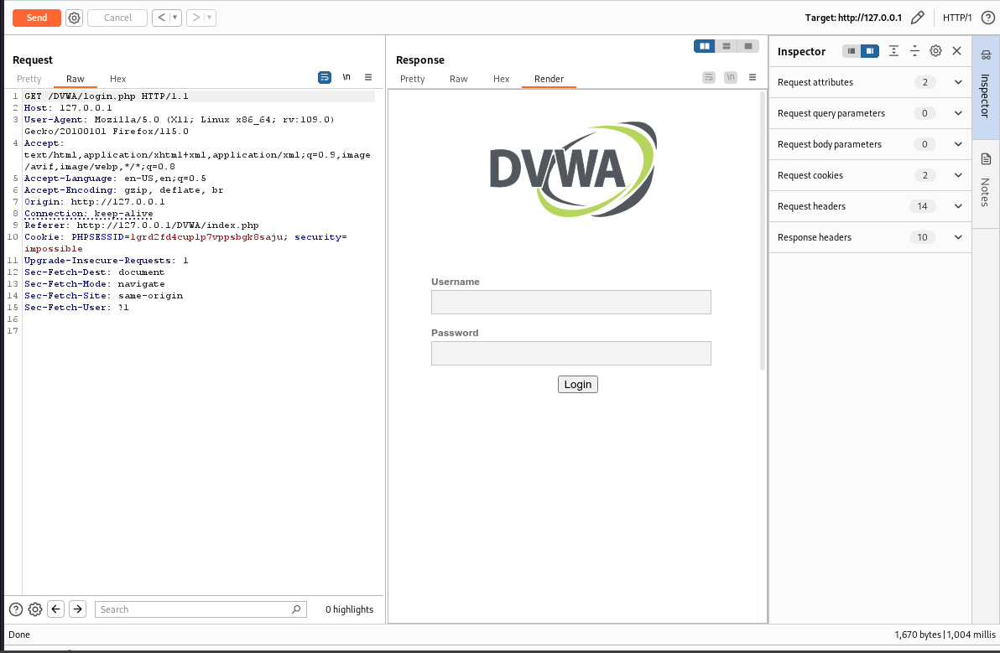 Send
Cancel
< ▾
> ▾
Target: http://127.0.0.1
HTTP/1
Request
Pretty
Raw
Hex
\n
1 GET /DVWA/login.php HTTP/1.1
2 Host: 127.0.0.1
3 User-Agent: Mozilla/5.0 (X11; Linux x86_64; rv:109.0)
Gecko/20100101 Firefox/115.0
4 Accept:
text/html,application/xhtml+xml,application/xml;q=0.9,image
/avif,image/webp,*/*;q=0.8
5 Accept-Language: en-US,en;q=0.5
6 Accept-Encoding: gzip, deflate, br
7 Origin: http://127.0.0.1
8 Connection: keep-alive
9 Referer: http://127.0.0.1/DVWA/index.php
10 Cookie: PHPSESSID=lgrd2fd4cuplp7vppsbgk8saju; security=
impossible
11 Upgrade-Insecure-Requests: 1
12 Sec-Fetch-Dest: document
13 Sec-Fetch-Mode: navigate
14 Sec-Fetch-Site: same-origin
15 Sec-Fetch-User: ?1
16
17
Search
0 highlights
Response
Pretty
Raw
Hex
Render
\n
DVWA
Username
Password
Login
Inspector
Request attributes 2
Request query parameters 0
Request body parameters 0
Request cookies 2
Request headers 14
Response headers 10
Inspector
Notes
Done
1,670 bytes | 1,004 millis